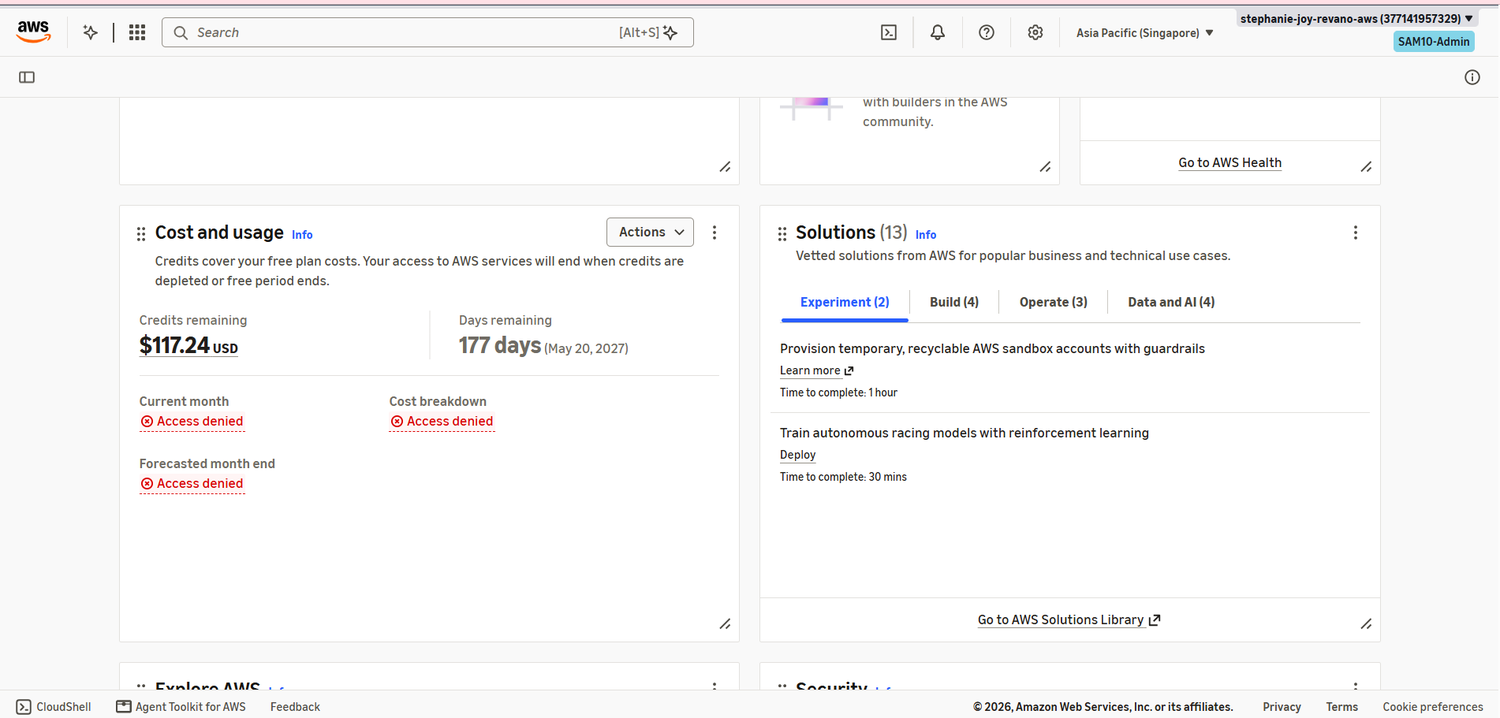 aws
Search
[Alt+S]
Asia Pacific (Singapore)
stephanie-joy-revano-aws (377141957329)
SAM10-Admin
with builders in the AWS
community.
Go to AWS Health
Cost and usage Info
Actions
Credits cover your free plan costs. Your access to AWS services will end when credits are
depleted or free period ends.
Credits remaining
$117.24 USD
Days remaining
177 days (May 20, 2027)
Current month
Access denied
Cost breakdown
Access denied
Forecasted month end
Access denied
Solutions (13) Info
Vetted solutions from AWS for popular business and technical use cases.
Experiment (2)
Build (4)
Operate (3)
Data and AI (4)
Provision temporary, recyclable AWS sandbox accounts with guardrails
Learn more
Time to complete: 1 hour
Train autonomous racing models with reinforcement learning
Deploy
Time to complete: 30 mins
Go to AWS Solutions Library
Explore AWS Info
Security Info
CloudShell
Agent Toolkit for AWS
Feedback
© 2026, Amazon Web Services, Inc. or its affiliates.
Privacy
Terms
Cookie preferences